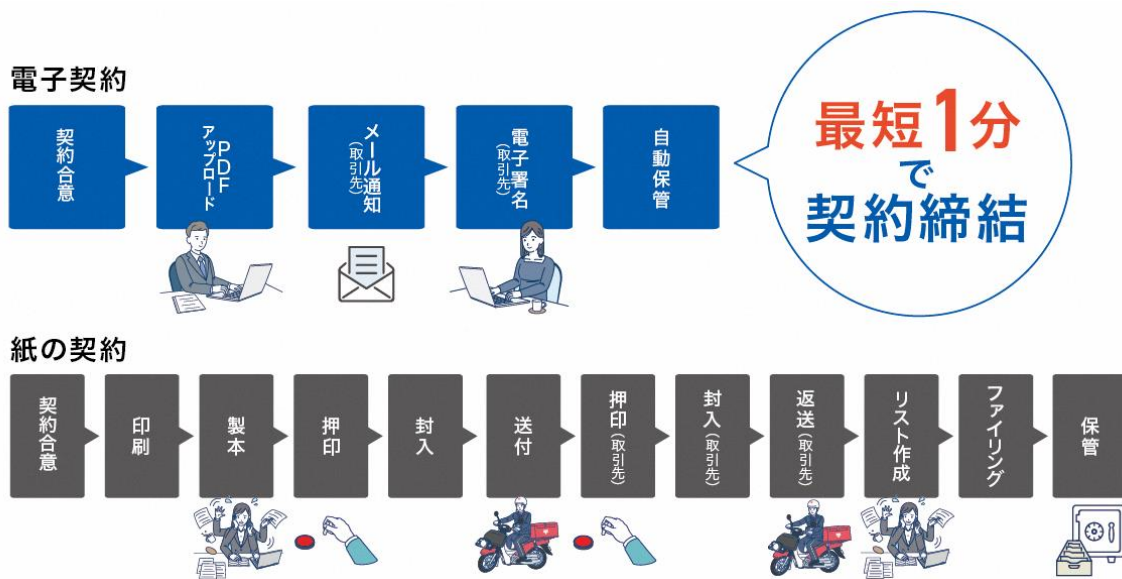 電子契約
契約合意
PDF
アップロード
メール通知
(取引先)
電子署名
(取引先)
自動保管
最短1分
で
契約締結
紙の契約
契約合意
印刷
製本
押印
封入
送付
押印(取引先)
封入(取引先)
返送(取引先)
リスト作成
ファイリング
保管